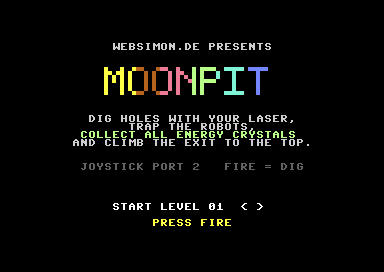 WEBSIMON.DE PRESENTS
MOONPIT
DIG HOLES WITH YOUR LASER,
TRAP THE ROBOTS,
COLLECT ALL ENERGY CRYSTALS
AND CLIMB THE EXIT TO THE TOP.
JOYSTICK PORT 2 FIRE = DIG
START LEVEL 01 < >
PRESS FIRE